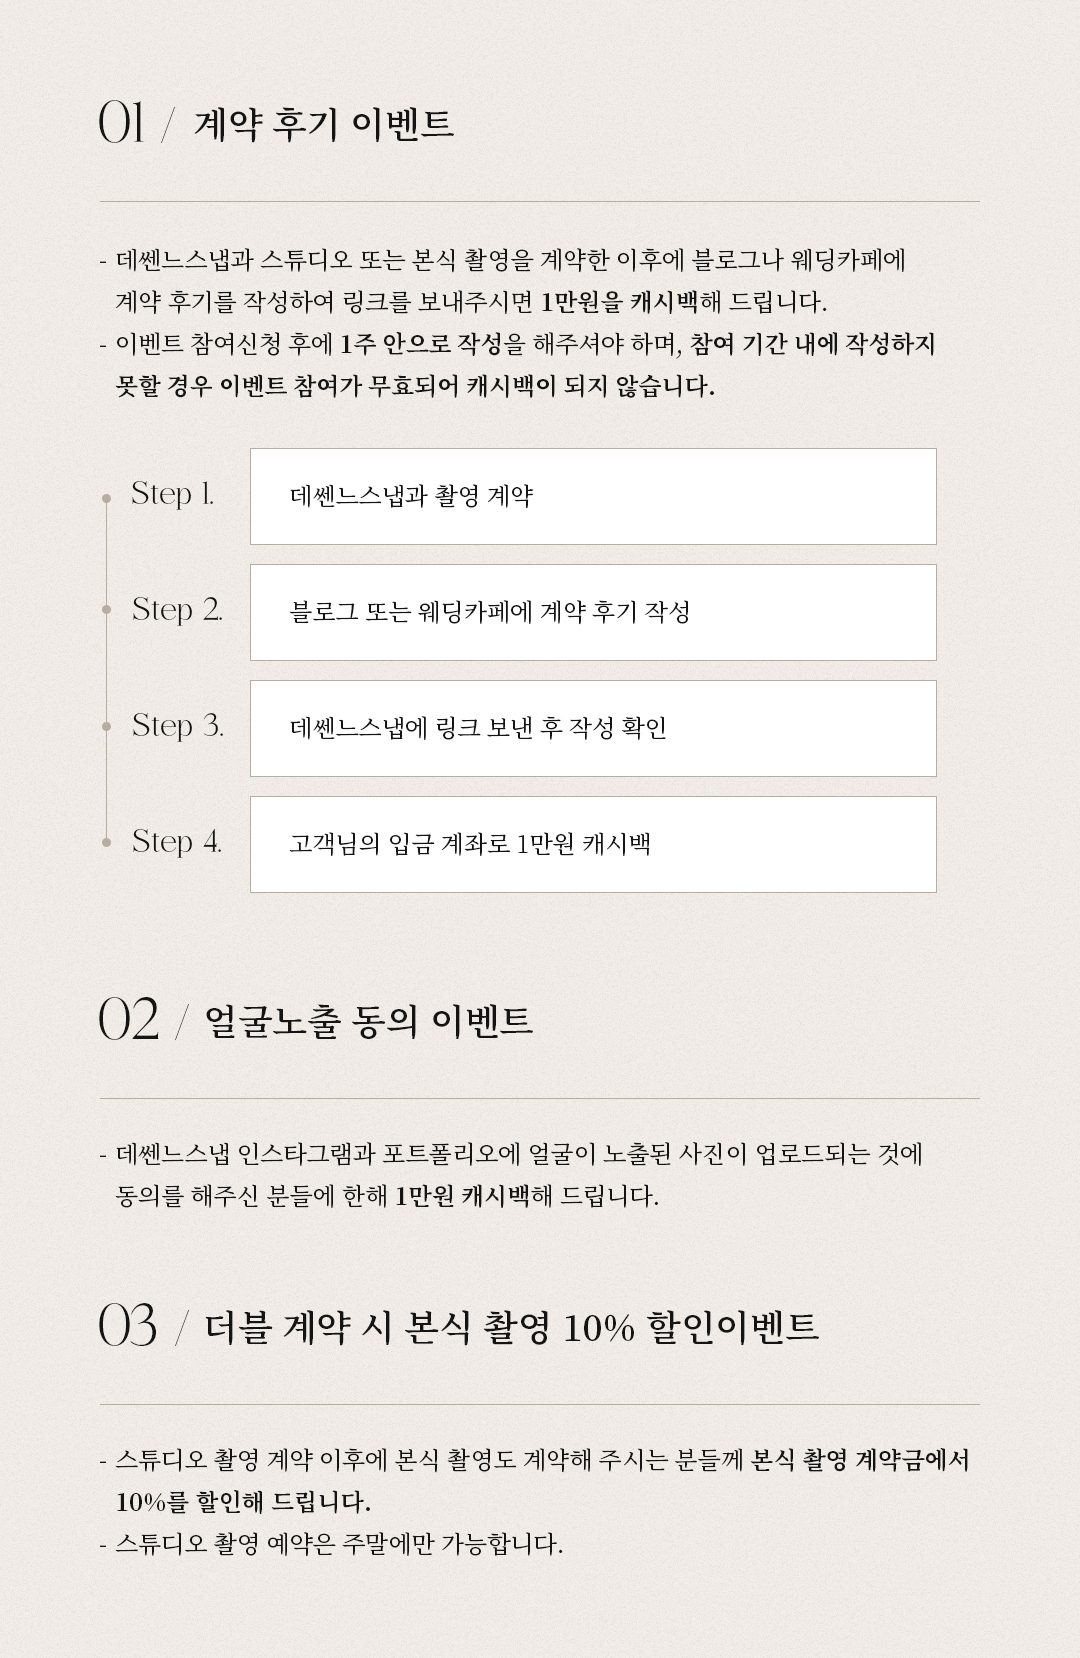 01 / 계약 후기 이벤트
- 데쎈느스냅과 스튜디오 또는 본식 촬영을 계약한 이후에 블로그나 웨딩카페에
계약 후기를 작성하여 링크를 보내주시면 1만원을 캐시백해 드립니다.
- 이벤트 참여신청 후에 1주 안으로 작성을 해주셔야 하며, 참여 기간 내에 작성하지
못할 경우 이벤트 참여가 무효되어 캐시백이 되지 않습니다.
Step 1. 데쎈느스냅과 촬영 계약
Step 2. 블로그 또는 웨딩카페에 계약 후기 작성
Step 3. 데쎈느스냅에 링크 보낸 후 작성 확인
Step 4. 고객님의 입금 계좌로 1만원 캐시백
02 / 얼굴노출 동의 이벤트
- 데쎈느스냅 인스타그램과 포트폴리오에 얼굴이 노출된 사진이 업로드되는 것에
동의를 해주신 분들에 한해 1만원 캐시백해 드립니다.
03 / 더블 계약 시 본식 촬영 10% 할인이벤트
- 스튜디오 촬영 계약 이후에 본식 촬영도 계약해 주시는 분들께 본식 촬영 계약금에서
10%를 할인해 드립니다.
- 스튜디오 촬영 예약은 주말에만 가능합니다.